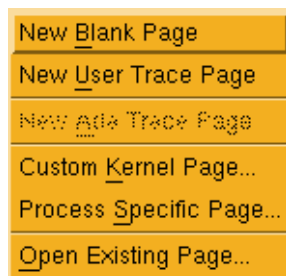 New Blank Page
New User Trace Page
New Ada Trace Page
Custom Kernel Page...
Process Specific Page...
Open Existing Page...